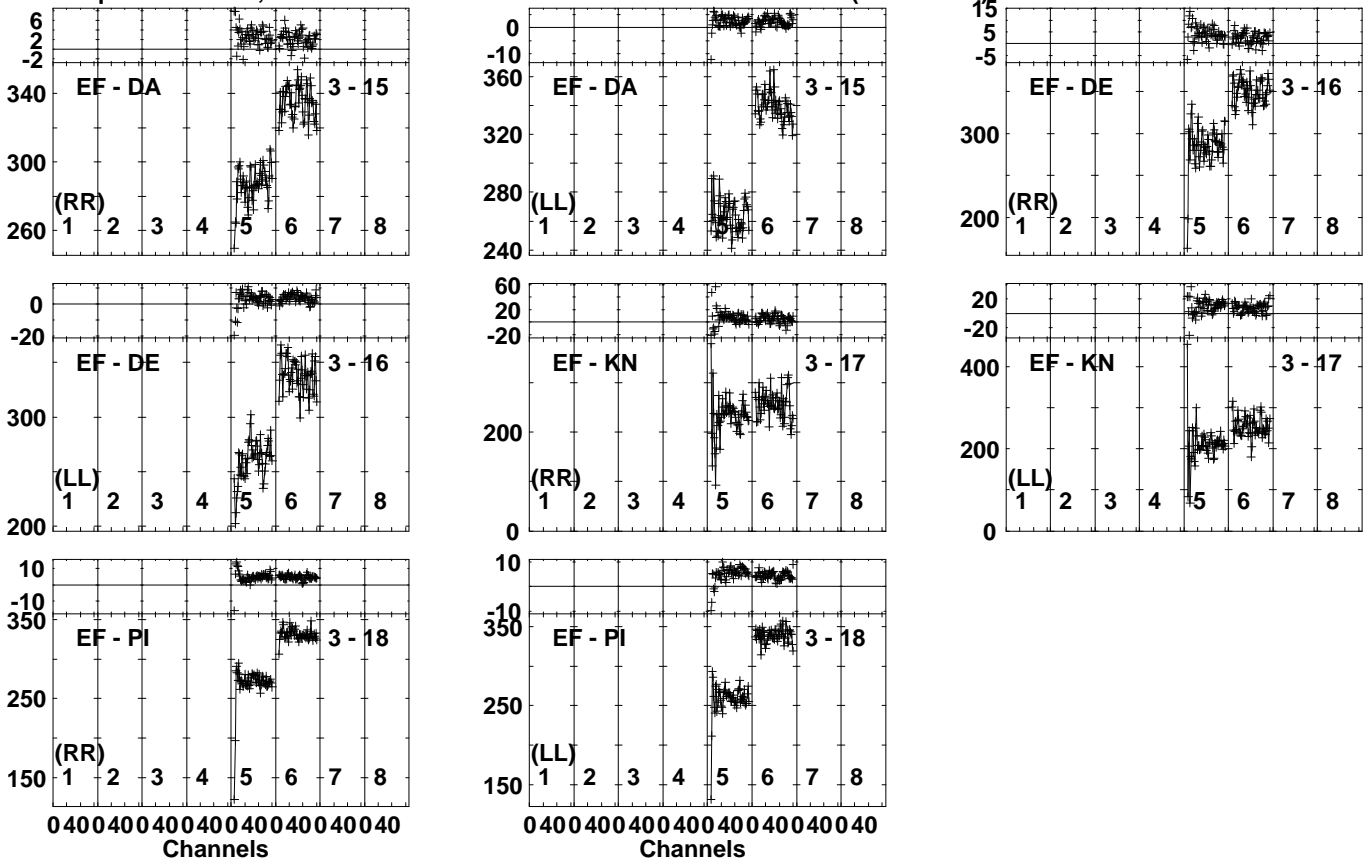 6
2
-2
EF - DA 3 - 15
340
300
260
(RR)
1 2 3 4 5 6 7 8
0
-10
EF - DA 3 - 15
360
320
280
240
(LL)
1 2 3 4 5 6 7 8
15
5
-5
EF - DE 3 - 16
300
200
(RR)
1 2 3 4 5 6 7 8
0
-20
EF - DE 3 - 16
300
200
(LL)
1 2 3 4 5 6 7 8
60
20
-20
EF - KN 3 - 17
200
0
(RR)
1 2 3 4 5 6 7 8
20
-20
EF - KN 3 - 17
400
200
0
(LL)
1 2 3 4 5 6 7 8
10
-10
EF - PI 3 - 18
350
250
150
(RR)
1 2 3 4 5 6 7 8
0 40 0 40 0 40 0 40 0 40 0 40 0 40 0 40
Channels
10
-10
EF - PI 3 - 18
350
250
150
(LL)
1 2 3 4 5 6 7 8
0 40 0 40 0 40 0 40 0 40 0 40 0 40 0 40
Channels